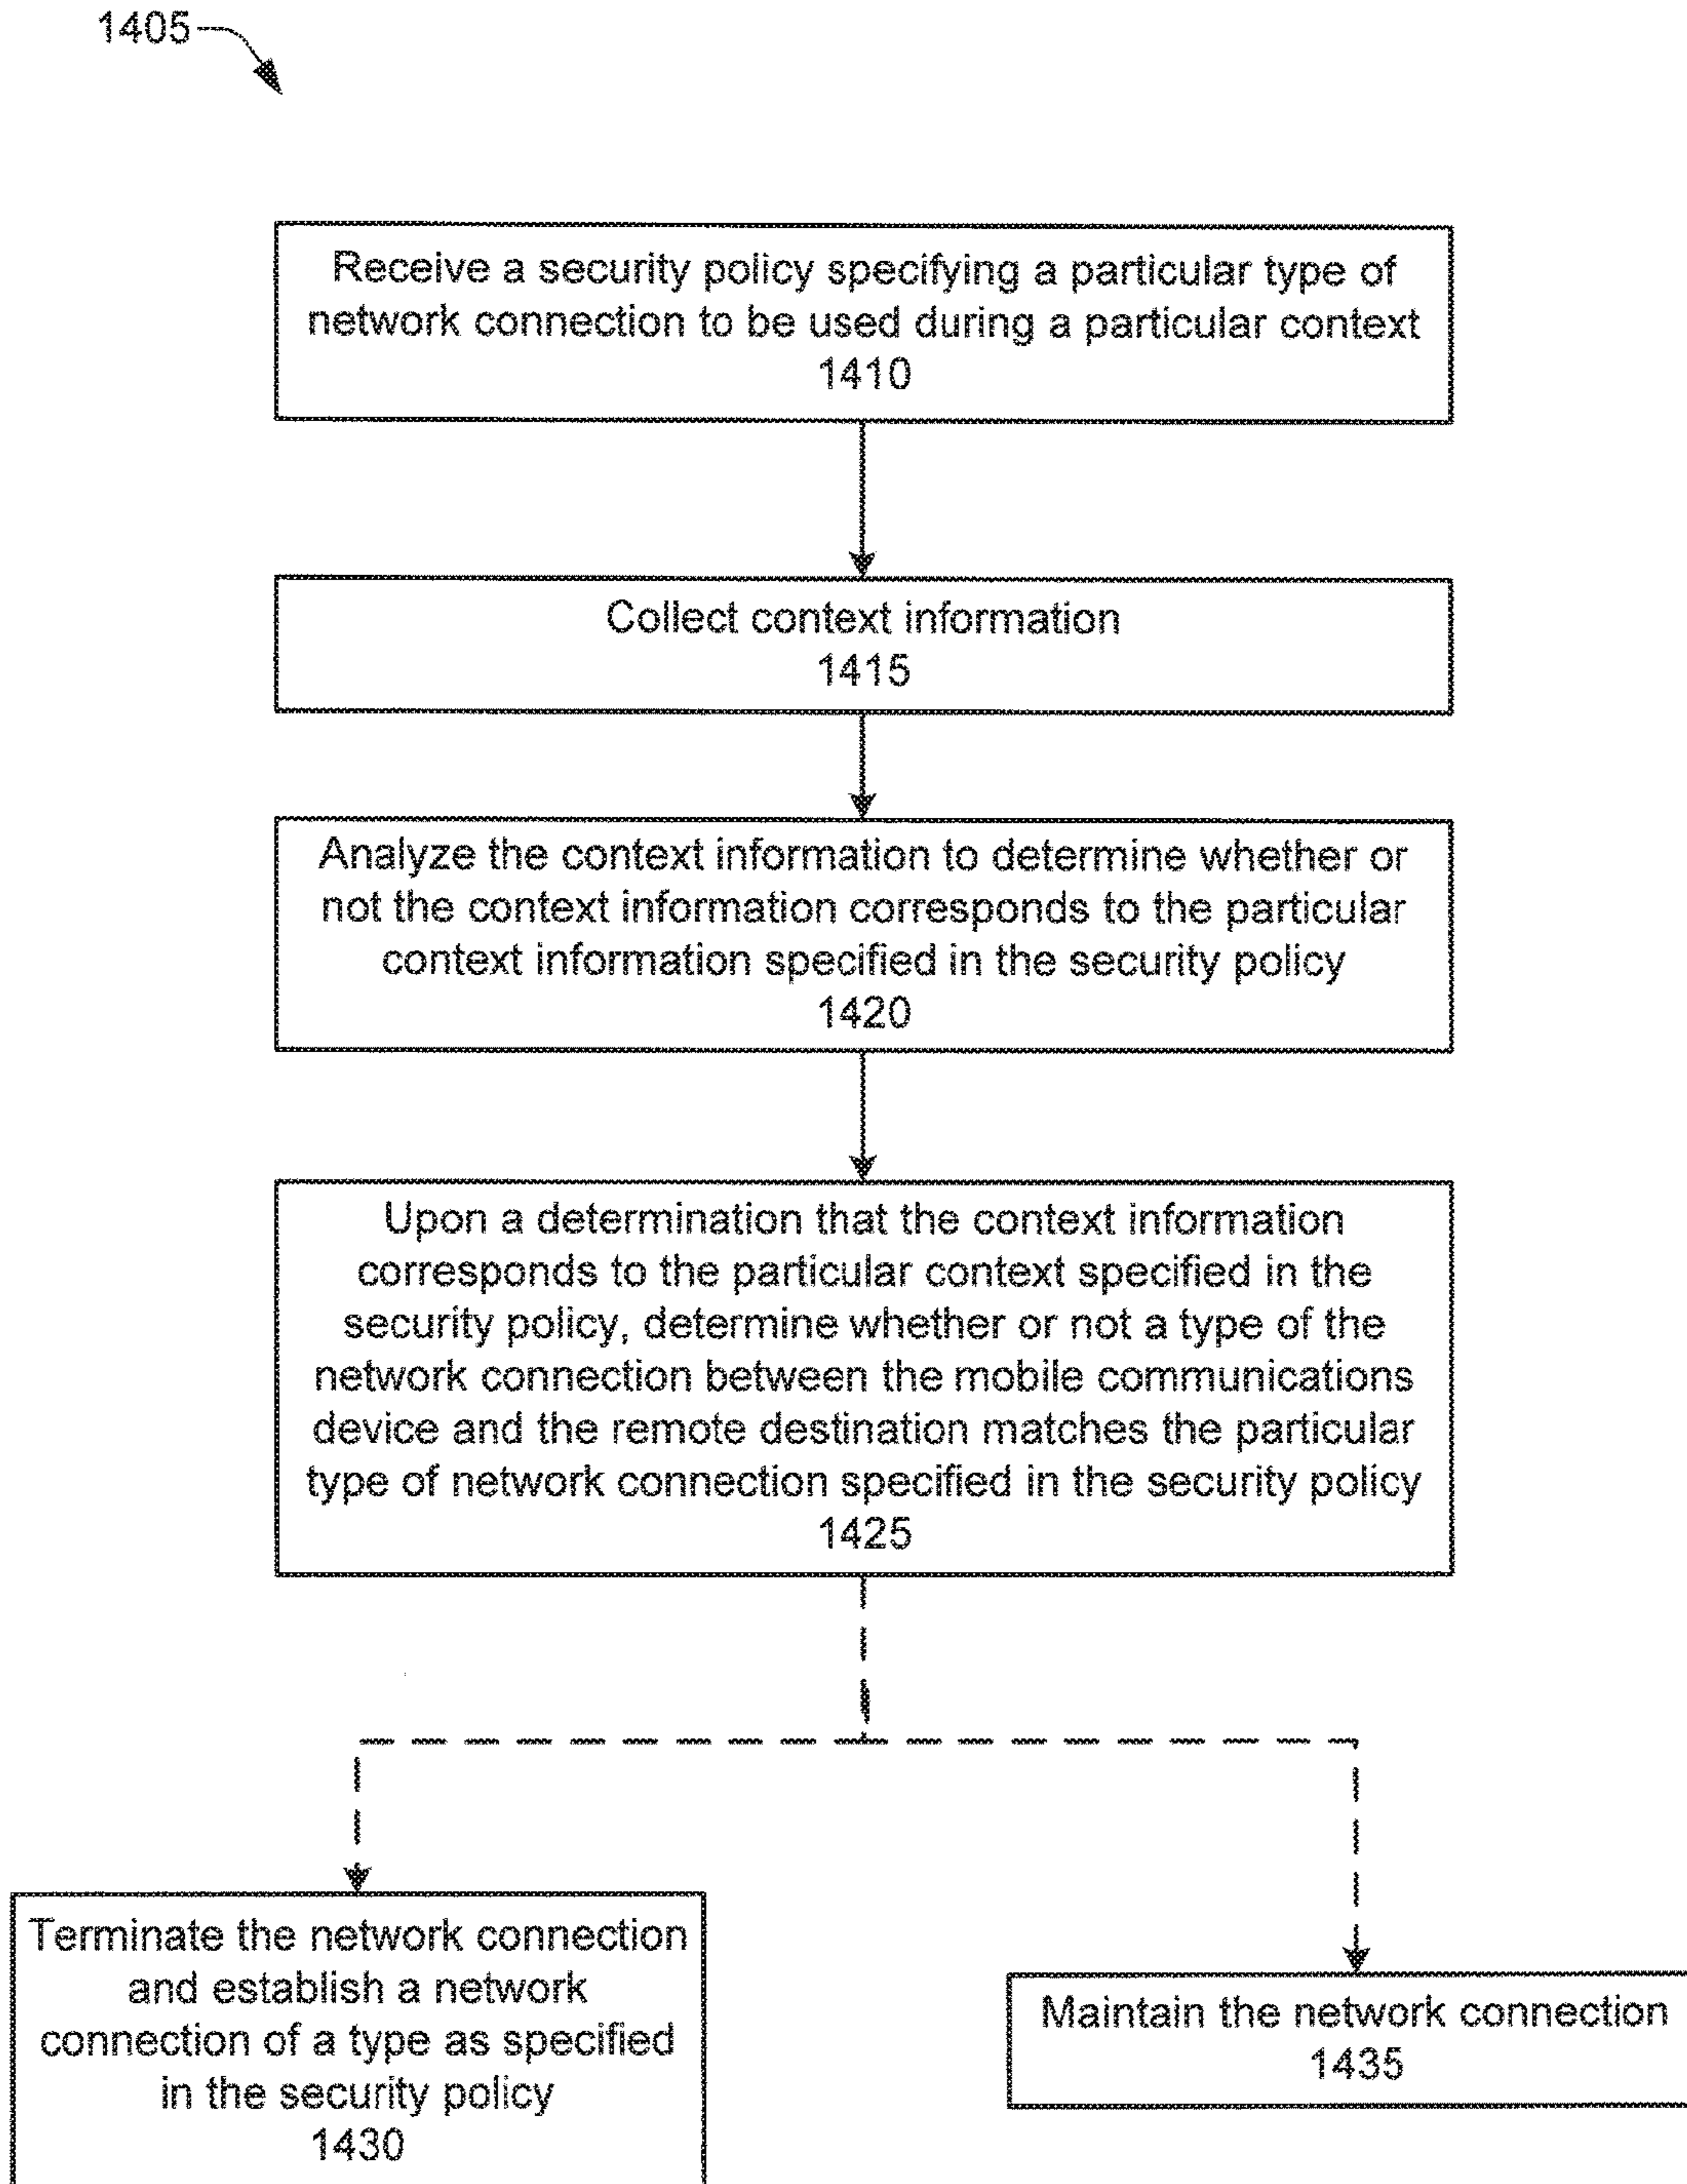 1405
Receive a security policy specifying a particular type of
network connection to be used during a particular context
1410
Collect context information
1415
Analyze the context information to determine whether or
not the context information corresponds to the particular
context information specified in the security policy
1420
Upon a determination that the context information
corresponds to the particular context specified in the
security policy, determine whether or not a type of the
network connection between the mobile communications
device and the remote destination matches the particular
type of network connection specified in the security policy
1425
Terminate the network connection
and establish a network
connection of a type as specified
in the security policy
1430
Maintain the network connection
1435